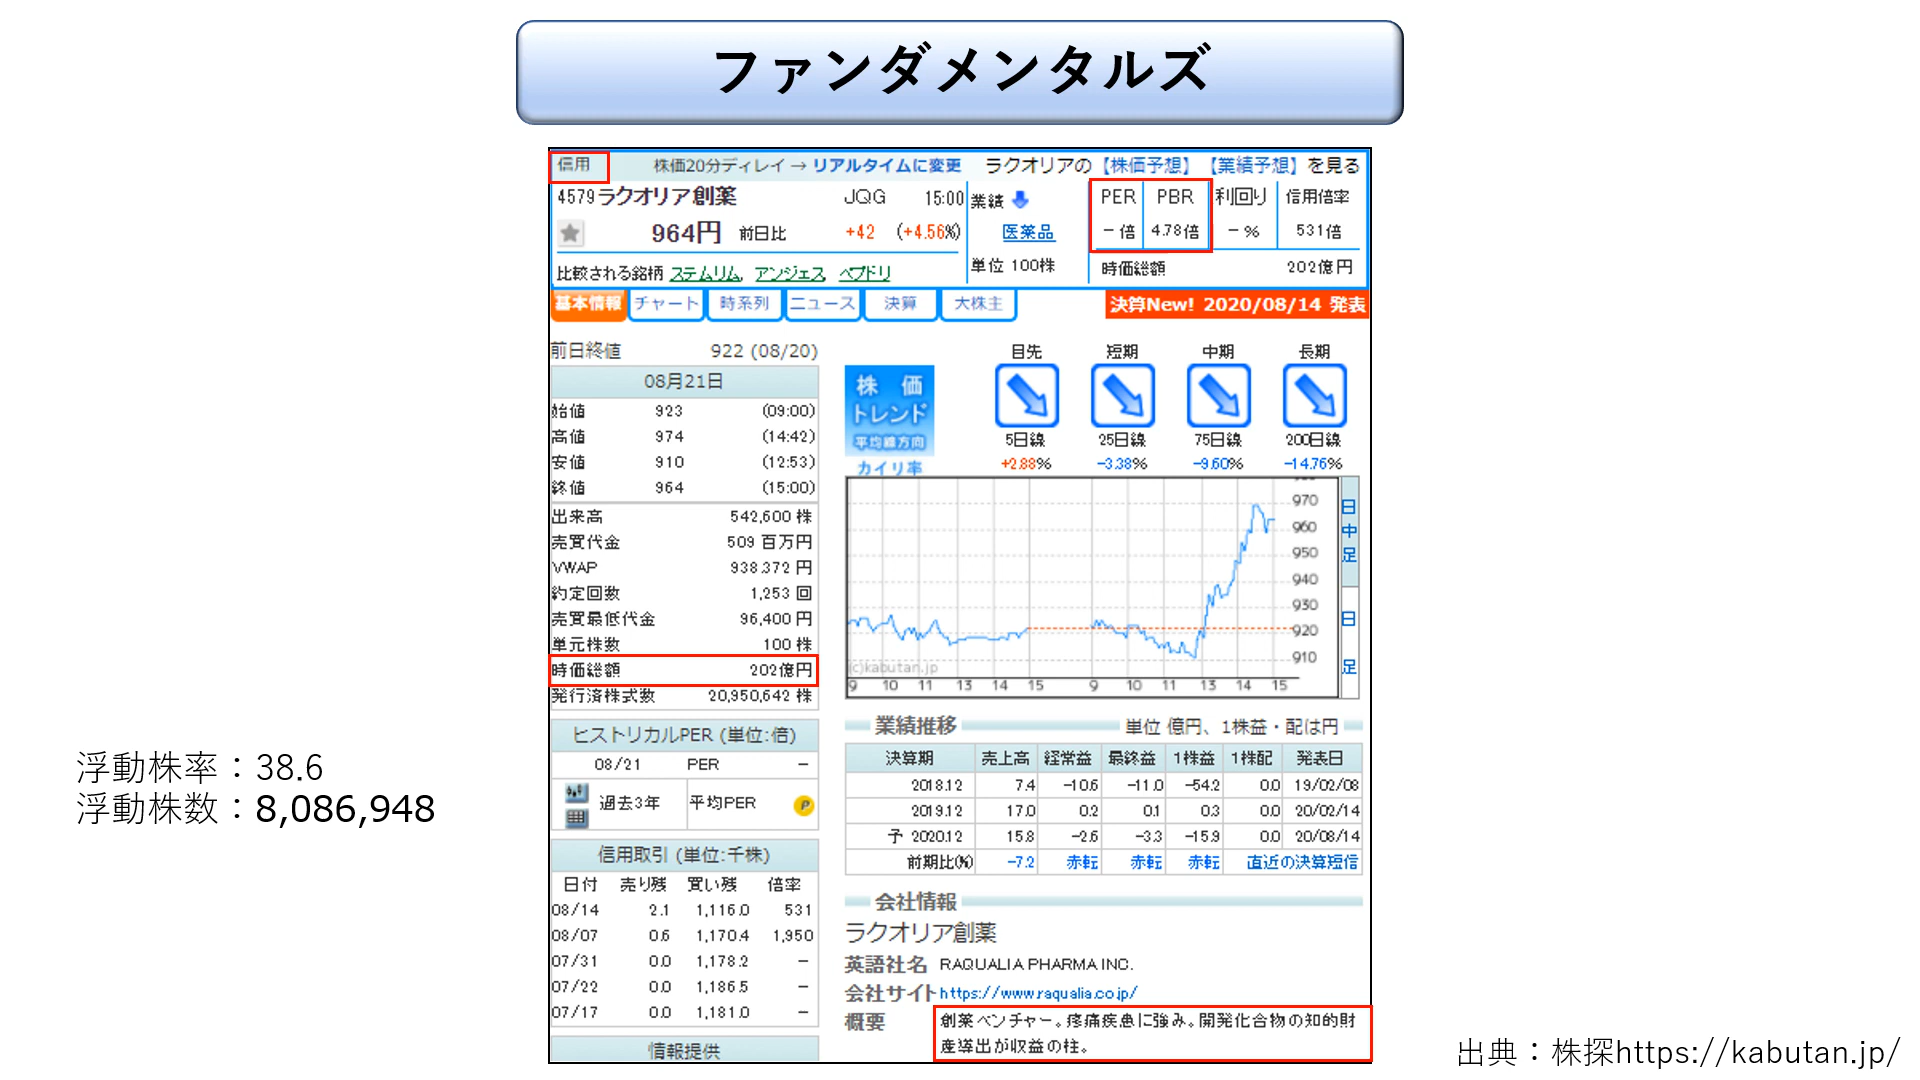 ファンダメンタルズ
信用 株価20分ディレイ → リアルタイムに変更 ラクオリアの【株価予想】【業績予想】を見る
4579 ラクオリア創薬 JQG 15:00 業績 PER PBR 利回り 信用倍率
964円 前日比 +42 (+4.56%) 医薬品 －倍 4.78倍 －% 531倍
比較される銘柄 ステムリム, アンジェス, ペプドリ 単位 100株 時価総額 202億円
基本情報 チャート 時系列 ニュース 決算 大株主 決算New! 2020/08/14 発表
前日終値 922 (08/20)
08月21日
始値 923 (09:00)
高値 974 (14:42)
安値 910 (12:53)
終値 964 (15:00)
出来高 542,600 株
売買代金 509 百万円
VWAP 938.372 円
約定回数 1,253 回
売買最低代金 96,400 円
単元株数 100 株
時価総額 202億円
発行済株式数 20,950,642 株
ヒストリカルPER (単位:倍)
08/21 PER －
過去3年 平均PER P
信用取引 (単位:千株)
日付 売り残 買い残 倍率
08/14 2.1 1,116.0 531
08/07 0.6 1,170.4 1,950
07/31 0.0 1,178.2 －
07/22 0.0 1,186.5 －
07/17 0.0 1,181.0 －
情報提供
目先 短期 中期 長期
株価トレンド
平均線方向
5日線 25日線 75日線 200日線
カイリ率 +2.88% －3.38% －9.60% －14.76%
970
960
950
940
930
920
910
(c)kabutan.jp
9 10 11 13 14 15 9 10 11 13 14 15
日中足
日足
業績推移 単位 億円、1株益・配は円
決算期 売上高 経常益 最終益 1株益 1株配 発表日
2018.12 7.4 －10.6 －11.0 －54.2 0.0 19/02/08
2019.12 17.0 0.2 0.1 0.3 0.0 20/02/14
予 2020.12 15.8 －2.6 －3.3 －15.9 0.0 20/08/14
前期比(%) －7.2 赤転 赤転 赤転 直近の決算短信
会社情報
ラクオリア創薬
英語社名 RAQUALIA PHARMA INC.
会社サイト https://www.raqualia.co.jp/
概要 創薬ベンチャー。疼痛疾患に強み。開発化合物の知的財
産導出が収益の柱。
浮動株率：38.6
浮動株数：8,086,948
出典：株探https://kabutan.jp/